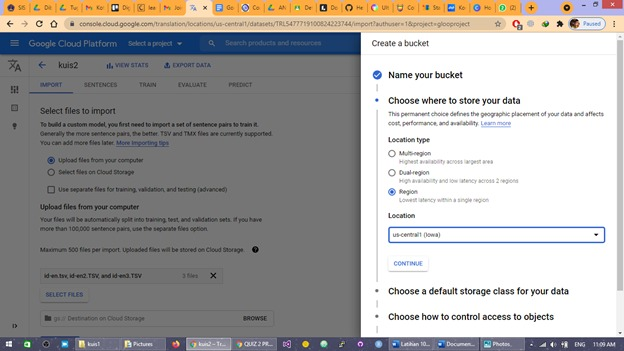 console.cloud.google.com/translation/locations/us-central1/datasets/TRL5477719100824223744/import?authuser=1&project=glcoproject
Paused
Google Cloud Platform
Select a project
Search products and resources
kuis2
VIEW STATS
EXPORT DATA
IMPORT
SENTENCES
TRAIN
EVALUATE
PREDICT
Select files to import
To build a custom model, you first need to import a set of sentence pairs to train it.
Generally the more sentence pairs, the better. TSV and TMX files are currently supported.
You can add more files later. More importing tips
Upload files from your computer
Select files on Cloud Storage
Use separate files for training, validation, and testing (advanced)
Upload files from your computer
Your files will be automatically split into training, test, and validation sets. If you have
more than 100,000 sentence pairs, use the separate files option.
Maximum 500 files per import. Uploaded files will be stored on Cloud Storage.
id-en.tsv, id-en2.TSV, and id-en3.TSV
3 files
SELECT FILES
gs:// Destination on Cloud Storage
BROWSE
Create a bucket
Name your bucket
Choose where to store your data
This permanent choice defines the geographic placement of your data and affects
cost, performance, and availability. Learn more
Location type
Multi-region
Highest availability across largest area
Dual-region
High availability and low latency across 2 regions
Region
Lowest latency within a single region
Location
us-central1 (Iowa)
CONTINUE
Choose a default storage class for your data
Choose how to control access to objects
kuis1
Pictures
kuis2 – Tr...
QUIZ 2 PR...
Latitian 10...
Document...
Photos
11:09 AM